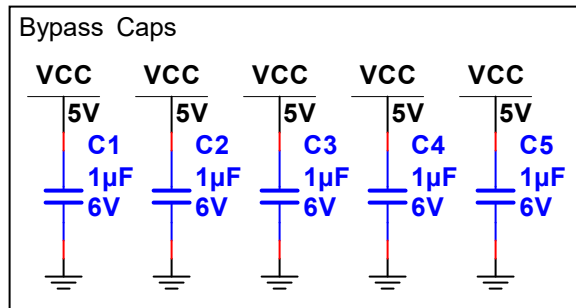 Bypass Caps
VCC VCC VCC VCC VCC
5V 5V 5V 5V 5V
C1 C2 C3 C4 C5
1µF 1µF 1µF 1µF 1µF
6V 6V 6V 6V 6V